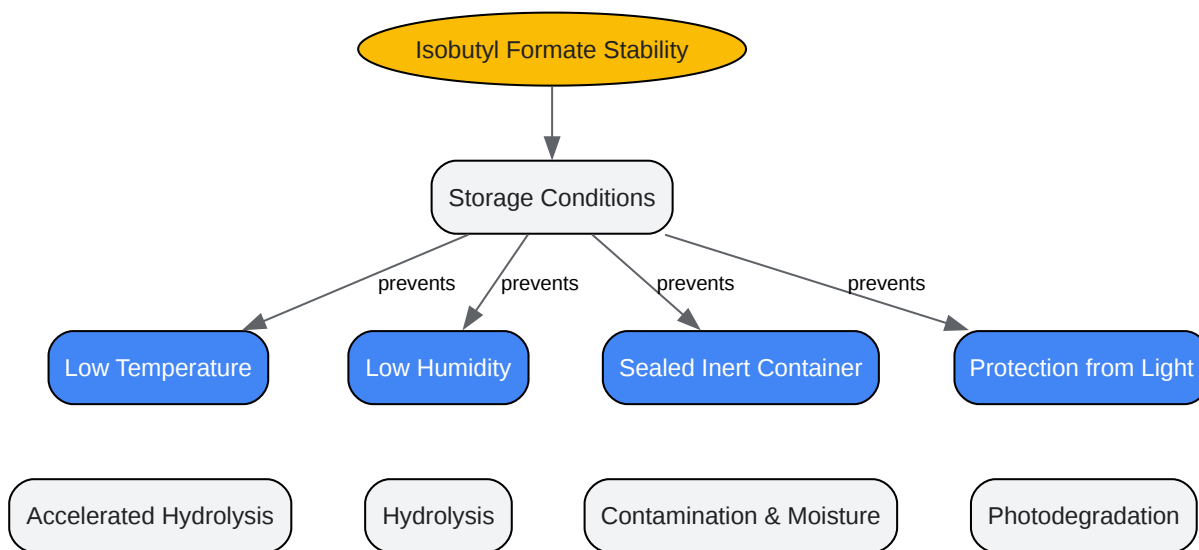 Isobutyl Formate Stability
Storage Conditions
prevents
prevents
prevents
prevents
Low Temperature
Low Humidity
Sealed Inert Container
Protection from Light
Accelerated Hydrolysis
Hydrolysis
Contamination & Moisture
Photodegradation